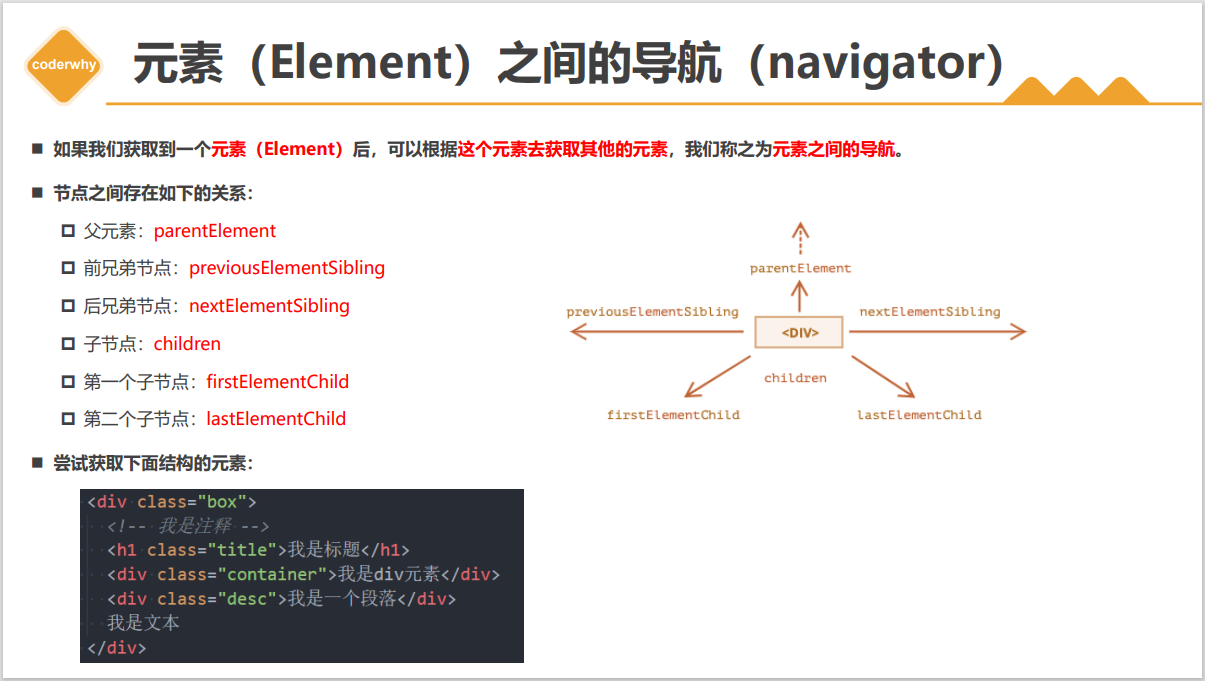 coderwhy
元素（Element）之间的导航（navigator）
如果我们获取到一个元素（Element）后，可以根据这个元素去获取其他的元素，我们称之为元素之间的导航。
节点之间存在如下的关系：
父元素：parentElement
前兄弟节点：previousElementSibling
后兄弟节点：nextElementSibling
子节点：children
第一个子节点：firstElementChild
第二个子节点：lastElementChild
parentElement
previousElementSibling
nextElementSibling
<DIV>
children
firstElementChild
lastElementChild
尝试获取下面结构的元素：
<div class="box">
<!-- 我是注释 -->
<h1 class="title">我是标题</h1>
<div class="container">我是div元素</div>
<div class="desc">我是一个段落</div>
我是文本
</div>